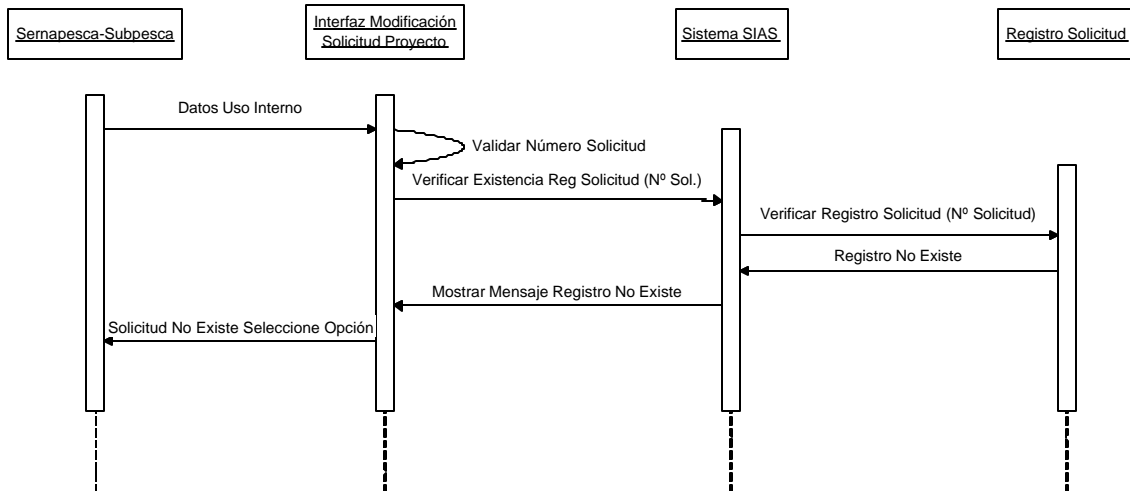 Sernapesca-Subpesca
Interfaz Modificación
Solicitud Proyecto
Sistema SIAS
Registro Solicitud
Datos Uso Interno
Validar Número Solicitud
Verificar Existencia Reg Solicitud (Nº Sol.)
Verificar Registro Solicitud (Nº Solicitud)
Registro No Existe
Mostrar Mensaje Registro No Existe
Solicitud No Existe Seleccione Opción